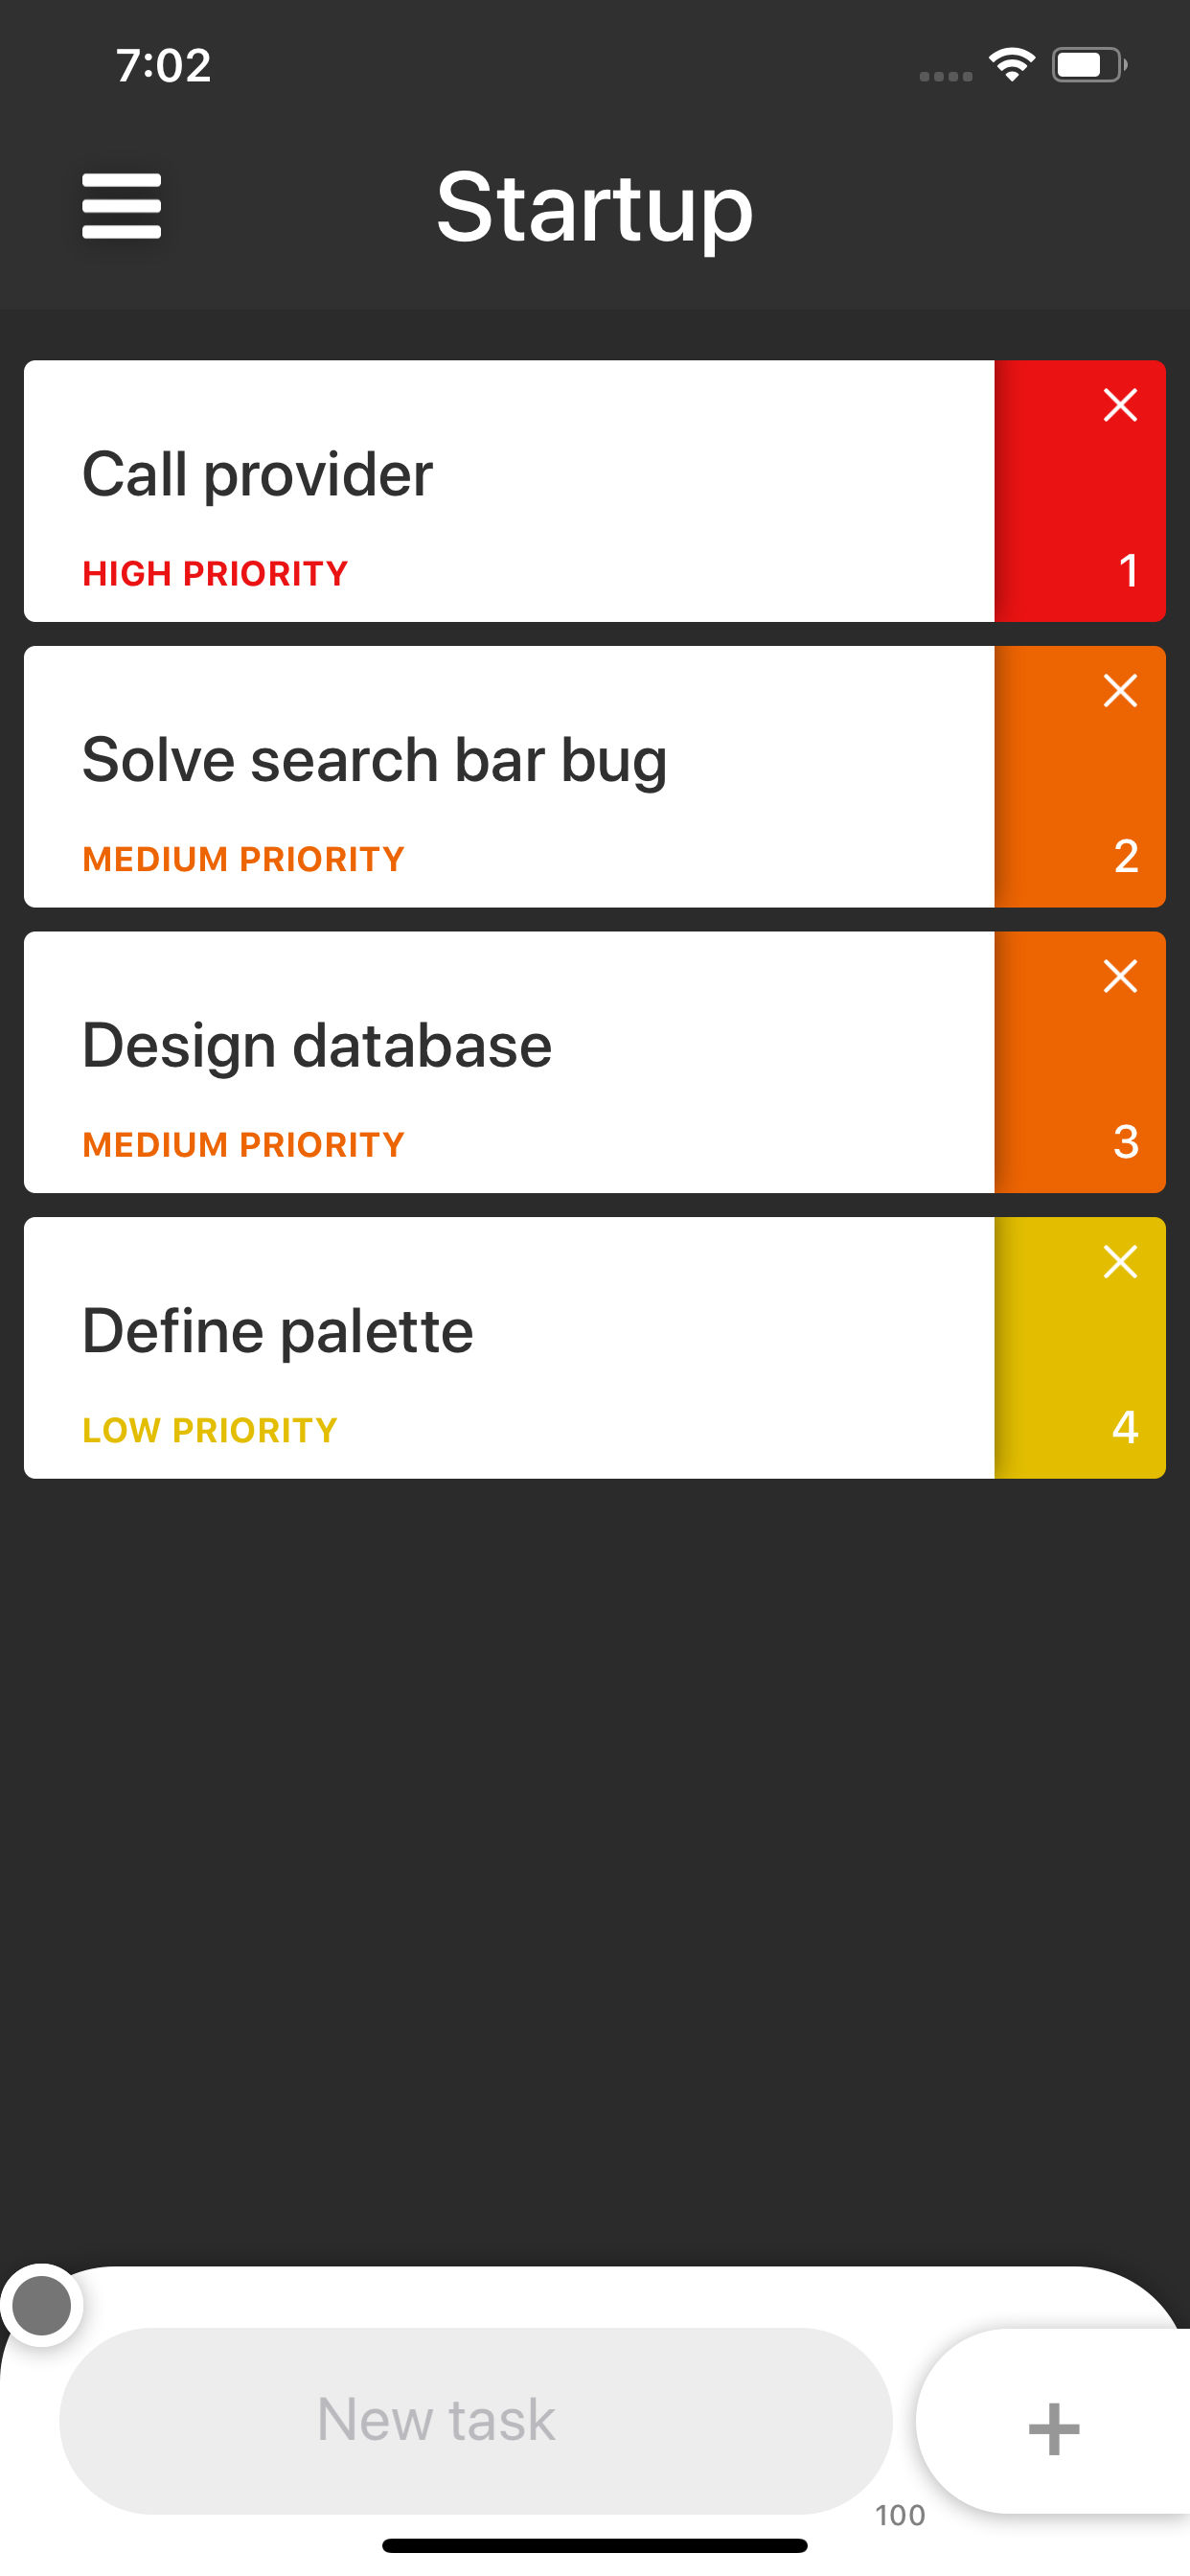 7:02
Startup
Call provider
HIGH PRIORITY
1
Solve search bar bug
MEDIUM PRIORITY
2
Design database
MEDIUM PRIORITY
3
Define palette
LOW PRIORITY
4
New task
100